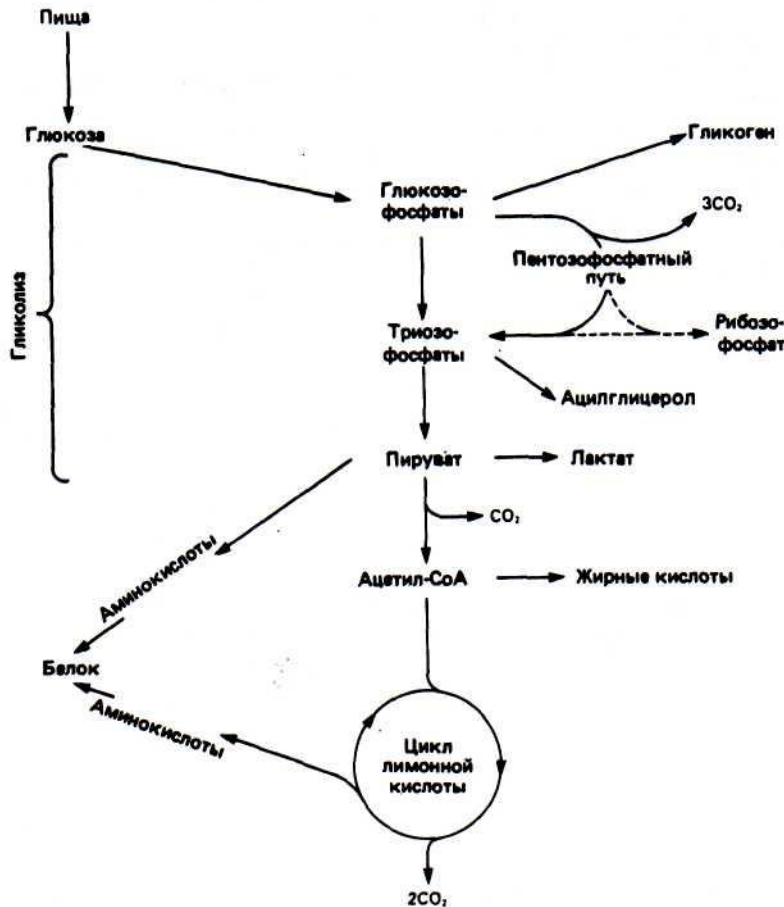 Пища
Глюкоза
Гликоген
Глюкозо-
фосфаты
3CO₂
Пентозофосфатный
путь
Гликолиз
Триозо-
фосфаты
Рибозо-
фосфат
Ацилглицерол
Пируват
Лактат
CO₂
Аминокислоты
Ацетил-CoA
Жирные кислоты
Белок
Аминокислоты
Цикл
лимонной
кислоты
2CO₂